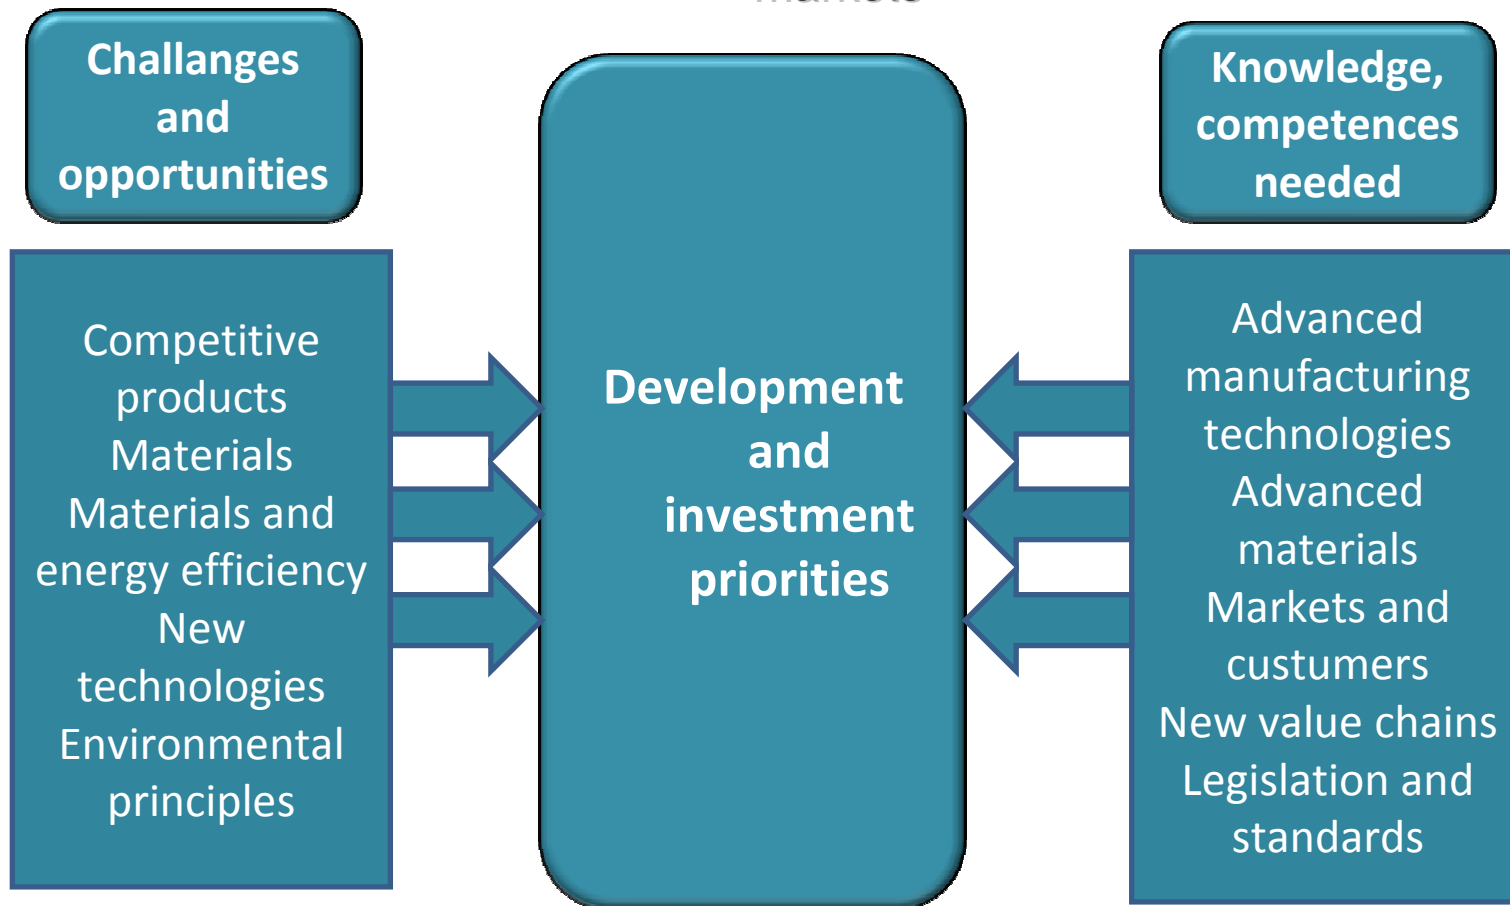 markets
Challanges
and
opportunities
Competitive
products
Materials
Materials and
energy efficiency
New
technologies
Environmental
principles
Development
and
investment
priorities
Knowledge,
competences
needed
Advanced
manufacturing
technologies
Advanced
materials
Markets and
custumers
New value chains
Legislation and
standards